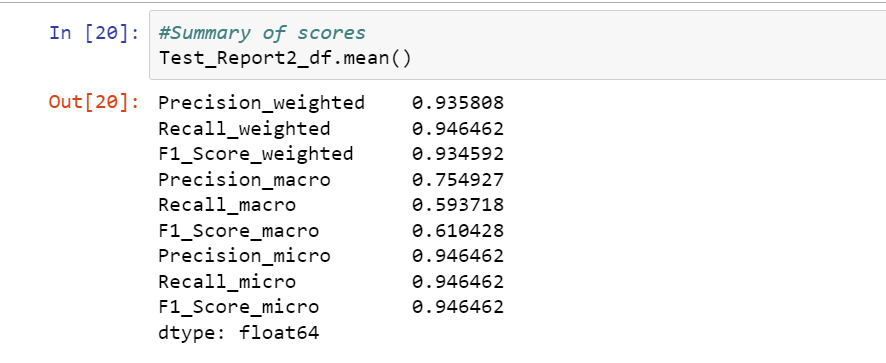 In [20]: #Summary of scores
Test_Report2_df.mean()
Out[20]: Precision_weighted 0.935808
Recall_weighted 0.946462
F1_Score_weighted 0.934592
Precision_macro 0.754927
Recall_macro 0.593718
F1_Score_macro 0.610428
Precision_micro 0.946462
Recall_micro 0.946462
F1_Score_micro 0.946462
dtype: float64